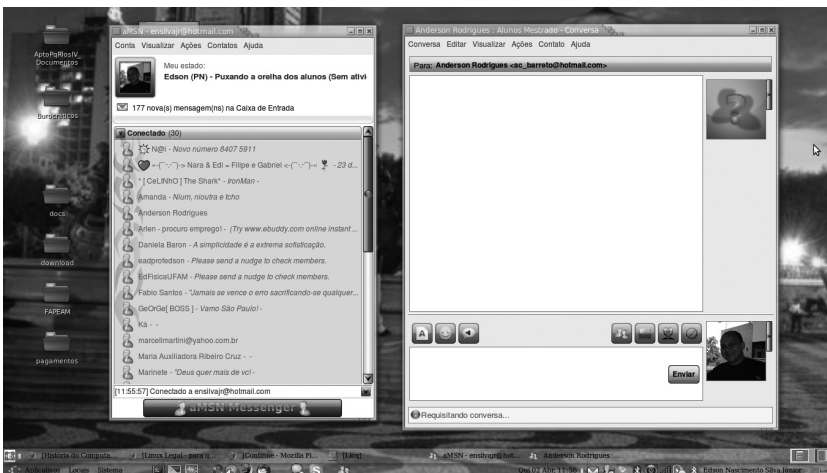 AptoPqRiosIV_
Documentos
Burocráticos
docs
download
FAPEAM
pagamentos
aMSN - ensilvajr@hotmail.com
Conta Visualizar Ações Contatos Ajuda
Meu estado:
Edson (PN) - Puxando a orelha dos alunos (Sem ativi
177 nova(s) mensagem(ns) na Caixa de Entrada
Conectado (30)
N@I - Novo número 8407 5911
Nara & Edi = Filipe e Gabriel - 23 d...
* [ CeLINhO ] The Shark* - IronMan -
Amanda - Nium, nioutra e tcho
Anderson Rodrigues
Arlen - procuro emprego! - (Try www.ebuddy.com online instant ...
Daniela Baron - A simplicidade é a extrema sofisticação.
eadprofedson - Please send a nudge to check members.
EdFisicaUFAM - Please send a nudge to check members.
Fabio Santos - "Jamais se vence o erro sacrificando-se qualquer...
GeOrGe[ BOSS ] - Vamo São Paulo! -
Ká - -
marcellmartini@yahoo.com.br
Maria Auxiliadora Ribeiro Cruz - -
Marinete - "Deus quer mais de vc! -
[11:55:57] Conectado a ensilvajr@hotmail.com
aMSN Messenger
Anderson Rodrigues : Alunos Mestrado - Conversa
Conversa Editar Visualizar Ações Contato Ajuda
Para: Anderson Rodrigues <ac_barreto@hotmail.com>
A
Enviar
Requisitando conversa...
[História do Computa... [Linux Legal - para q... [Continue - Mozilla Fi... [Licq] aMSN - ensilvajr@hot... Anderson Rodrigues :...
Aplicativos Locais Sistema Qui 02 Abr, 11:56 Edson Nascimento Silva Júnior